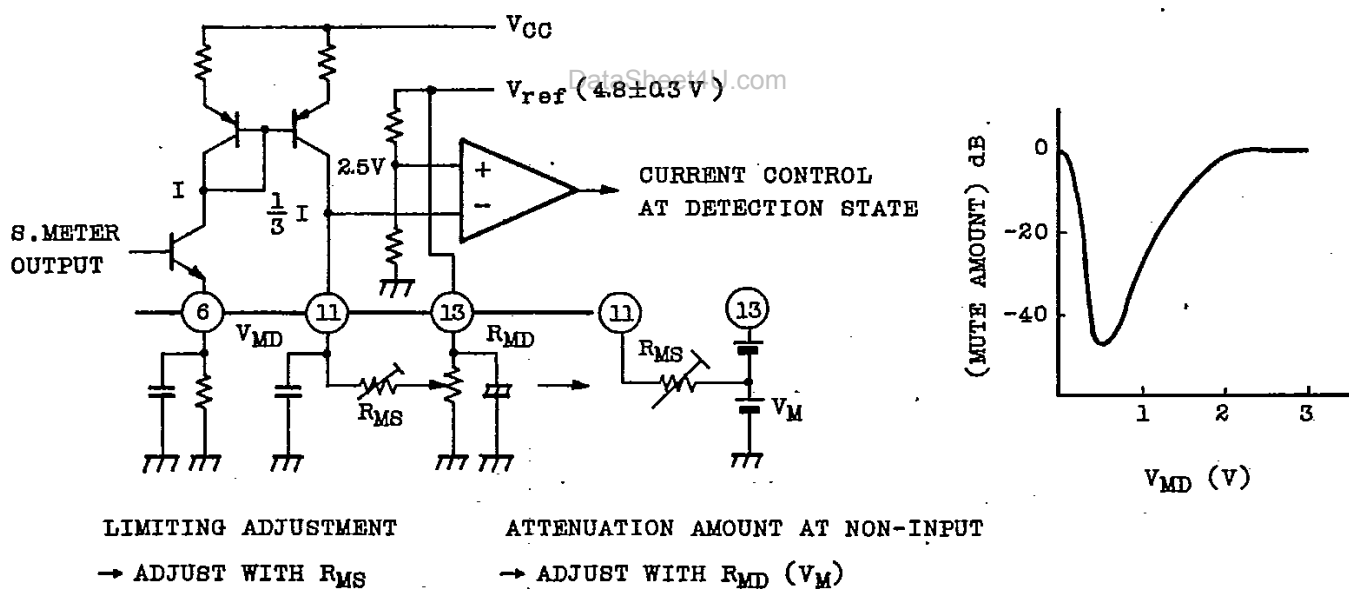 VCC
DataSheet4U.com
Vref (4.8±0.3 V)
2.5V
+
−
CURRENT CONTROL
AT DETECTION STATE
I
1/3 I
S.METER
OUTPUT
6
VMD
11
13
RMD
RMS
11
13
RMS
VM
(MUTE AMOUNT) dB
0
-20
-40
1
2
3
VMD (V)
LIMITING ADJUSTMENT
→ ADJUST WITH RMS
ATTENUATION AMOUNT AT NON-INPUT
→ ADJUST WITH RMD (VM)